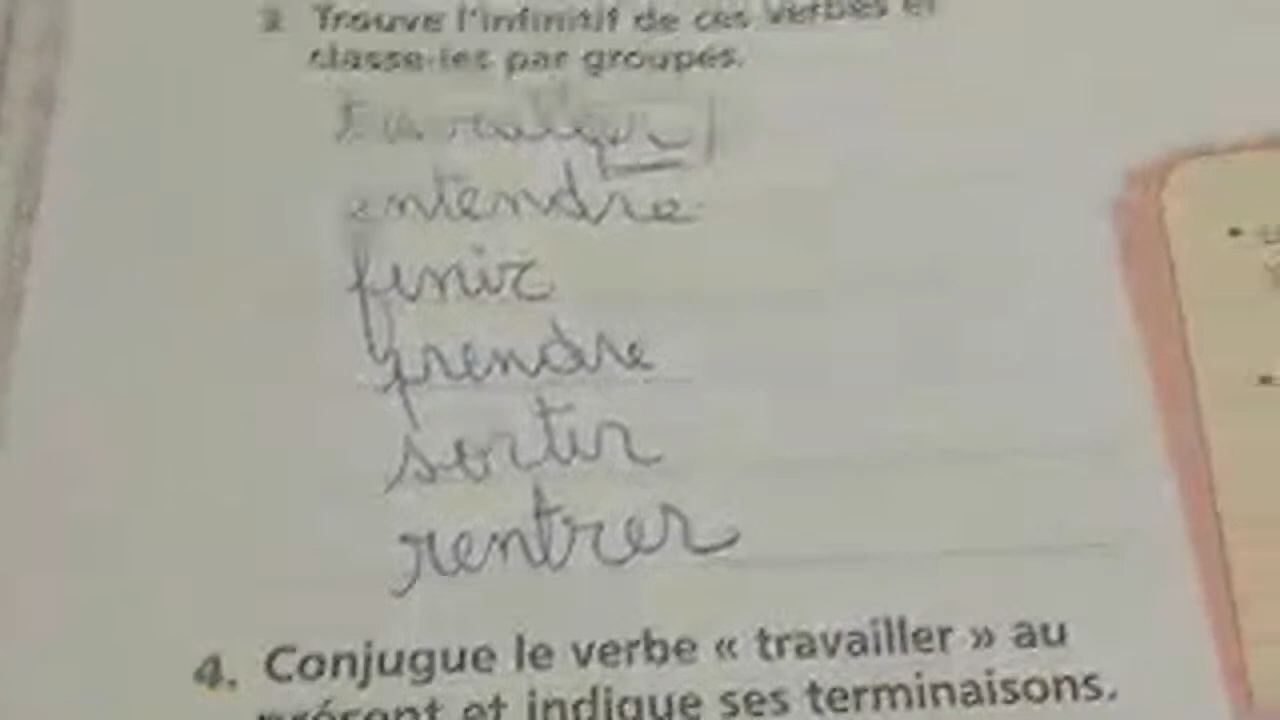 3. Trouve l'infinitif de ces verbes et
classe-les par groupes.
entendre
finir
prendre
sortir
rentrer
4. Conjugue le verbe « travailler » au
présent et indique ses terminaisons.